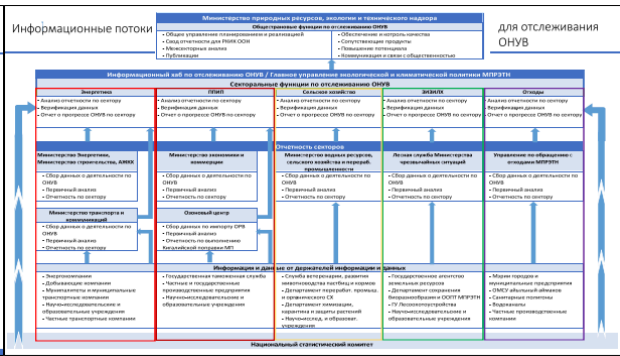 Информационные потоки
для отслеживания
ОНУВ
Министерство природных ресурсов, экологии и технического надзора
Общестрановые функции по отслеживанию ОНУВ
• Общее управление планированием и реализацией
• Свод отчетности для РКИК ООН
• Межсекторный анализ
• Публикации
• Обеспечение и контроль качества
• Сопутствующие продукты
• Повышение потенциала
• Коммуникация и связи с общественностью
Информационный хаб по отслеживанию ОНУВ / Главное управление экологической и климатической политики МПРЭТН
Секторальные функции по отслеживанию ОНУВ
Энергетика
• Анализ отчетности по сектору
• Верификация данных
• Отчет о прогрессе ОНУВ по сектору
ППИП
• Анализ отчетности по сектору
• Верификация данных
• Отчет о прогрессе ОНУВ по сектору
Сельское хозяйство
• Анализ отчетности по сектору
• Верификация данных
• Отчет о прогрессе ОНУВ по сектору
ЗИЗЛХ
• Анализ отчетности по сектору
• Верификация данных
• Отчет о прогрессе ОНУВ по сектору
Отходы
• Анализ отчетности по сектору
• Верификация данных
• Отчет о прогрессе ОНУВ по сектору
Отчетность секторов
Министерство Энергетики,
Министерство строительства, АЖКХ
• Сбор данных о деятельности по
ОНУВ
• Первичный анализ
• Отчетность по сектору
Министерство экономики и
коммерции
• Сбор данных о деятельности по
ОНУВ
• Первичный анализ
• Отчетность по сектору
Министерство водных ресурсов,
сельского хозяйства и перераб.
промышленности
• Сбор данных о деятельности по
ОНУВ
• Первичный анализ
• Отчетность по сектору
Лесная служба Министерства
чрезвычайных ситуаций
• Сбор данных о деятельности по
ОНУВ
• Первичный анализ
• Отчетность по сектору
Управление по обращению с
отходами МПРЭТН
• Сбор данных о деятельности по
ОНУВ
• Первичный анализ
• Отчетность по сектору
Министерство транспорта и
коммуникаций
• Сбор данных о деятельности по
ОНУВ
• Первичный анализ
• Отчетность по сектору
Озоновый центр
• Сбор данных по импорту ОРВ
• Первичный анализ
• Отчетность по выполнению
Кигалийской поправки МП
Информация и данные от держателей информации и данных
• Энергокомпании
• Добывающие компании
• Муниципалитеты и муниципальные
транспортные компании
• Научноисследовательские и
образовательные учреждения
• Частные транспортные компании
• Государственная таможенная служба
• Частные и государственные
производственные предприятия
• Научноисследовательские и
образовательные учреждения
• Служба ветеринарии, развития
животноводства пастбищ и кормов
• Департамент переработ. промыш.
и органического СХ
• Департамент химизации,
карантина и защиты растений
• Научноисслед. и образоват.
учреждения
• Государственное агентство
земельных ресурсов
• Департамент сохранения
биоразнообразия и ООПТ МПРЭТН
• ГУ Лесоохотустройства
• Научноисследовательские и
образовательные учреждения
• Мэрии городов и
муниципальные предприятия
• ОМСУ айыльный аймаков
• Санитарные полигоны
• Водоканалы
• Частные производственные
компании
Национальный статистический комитет